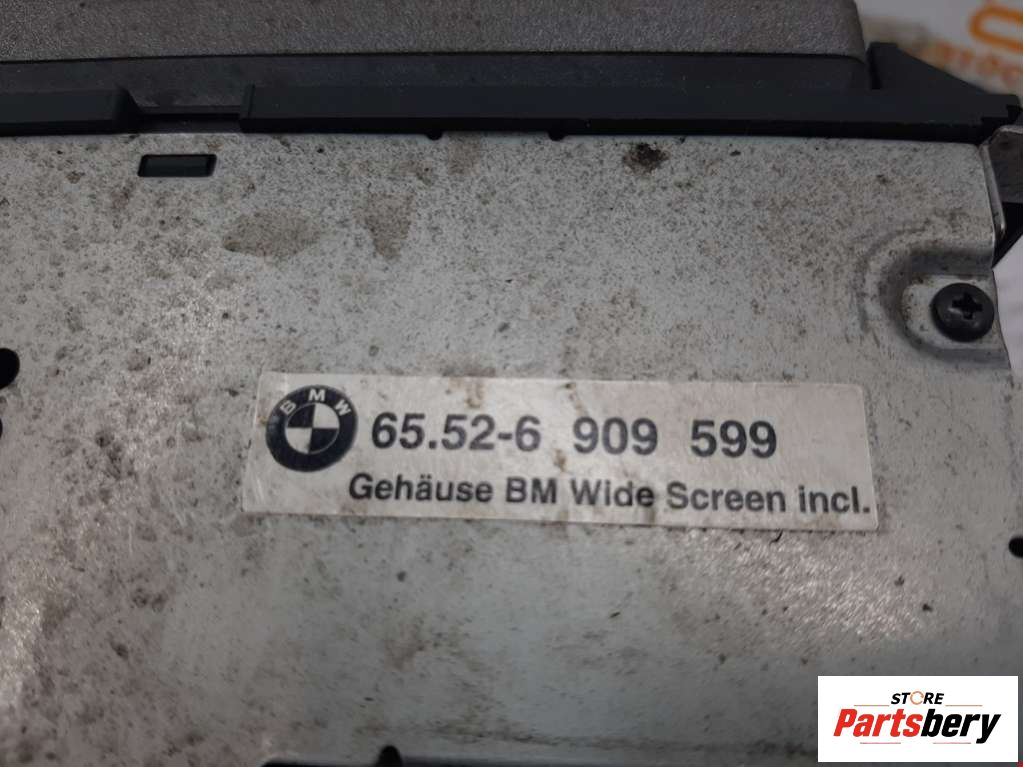 BMW 65.52-6 909 599
Gehäuse BM Wide Screen incl.
STORE
Partsbery